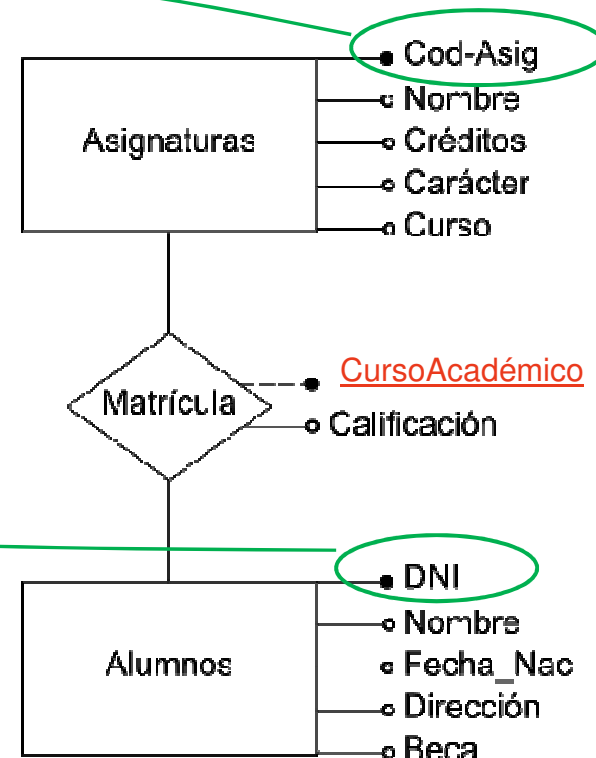 Cod-Asig
Nombre
Asignaturas
Créditos
Carácter
Curso
CursoAcadémico
Matrícula
Calificación
DNI
Nombre
Alumnos
Fecha_Nac
Dirección
Beca